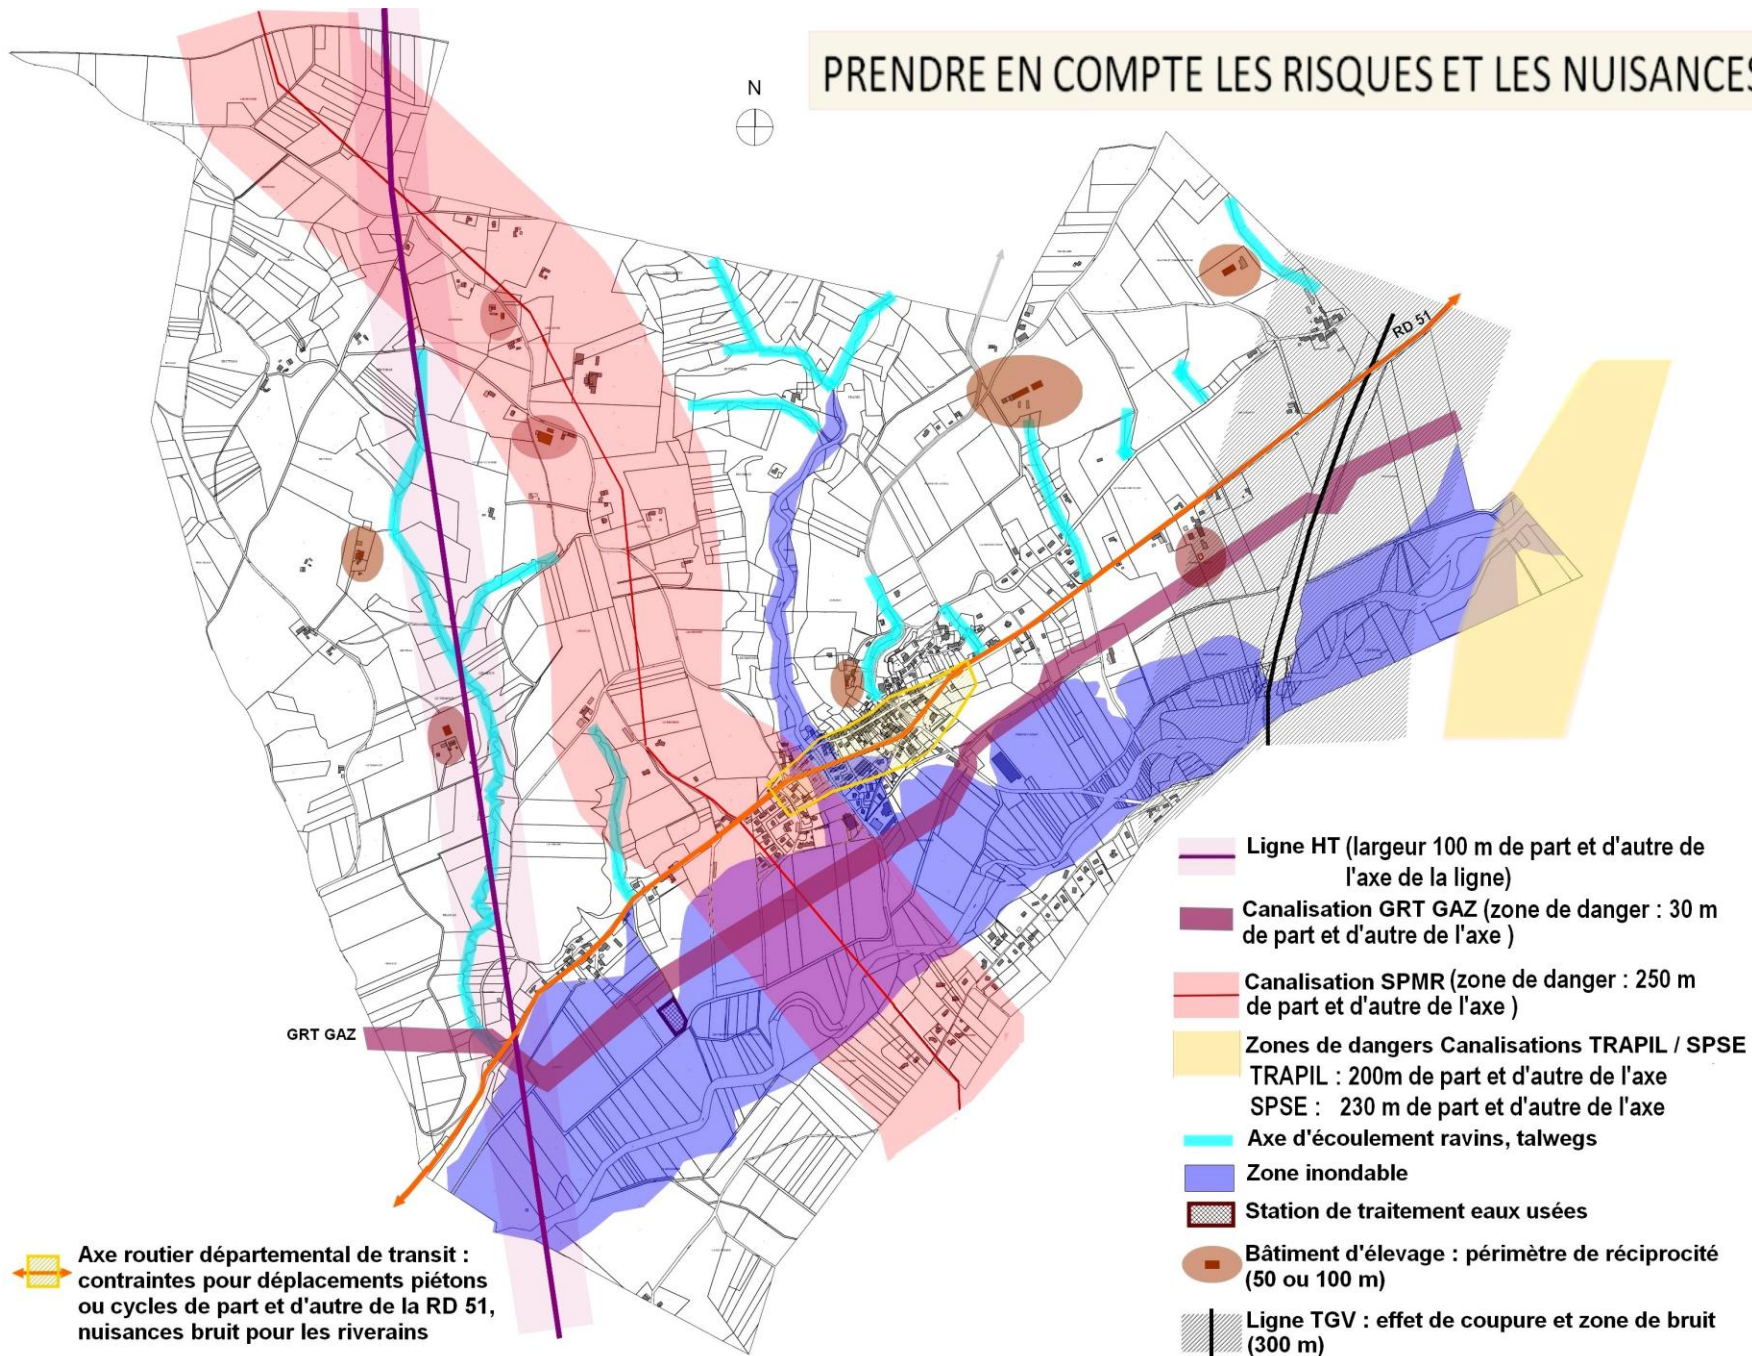 PRENDRE EN COMPTE LES RISQUES ET LES NUISANCES
N
RD 51
GRT GAZ
Ligne HT (largeur 100 m de part et d'autre de
l'axe de la ligne)
Canalisation GRT GAZ (zone de danger : 30 m
de part et d'autre de l'axe )
Canalisation SPMR (zone de danger : 250 m
de part et d'autre de l'axe )
Zones de dangers Canalisations TRAPIL / SPSE
TRAPIL : 200m de part et d'autre de l'axe
SPSE : 230 m de part et d'autre de l'axe
Axe d'écoulement ravins, talwegs
Zone inondable
Station de traitement eaux usées
Bâtiment d'élevage : périmètre de réciprocité
(50 ou 100 m)
Ligne TGV : effet de coupure et zone de bruit
(300 m)
Axe routier départemental de transit :
contraintes pour déplacements piétons
ou cycles de part et d'autre de la RD 51,
nuisances bruit pour les riverains